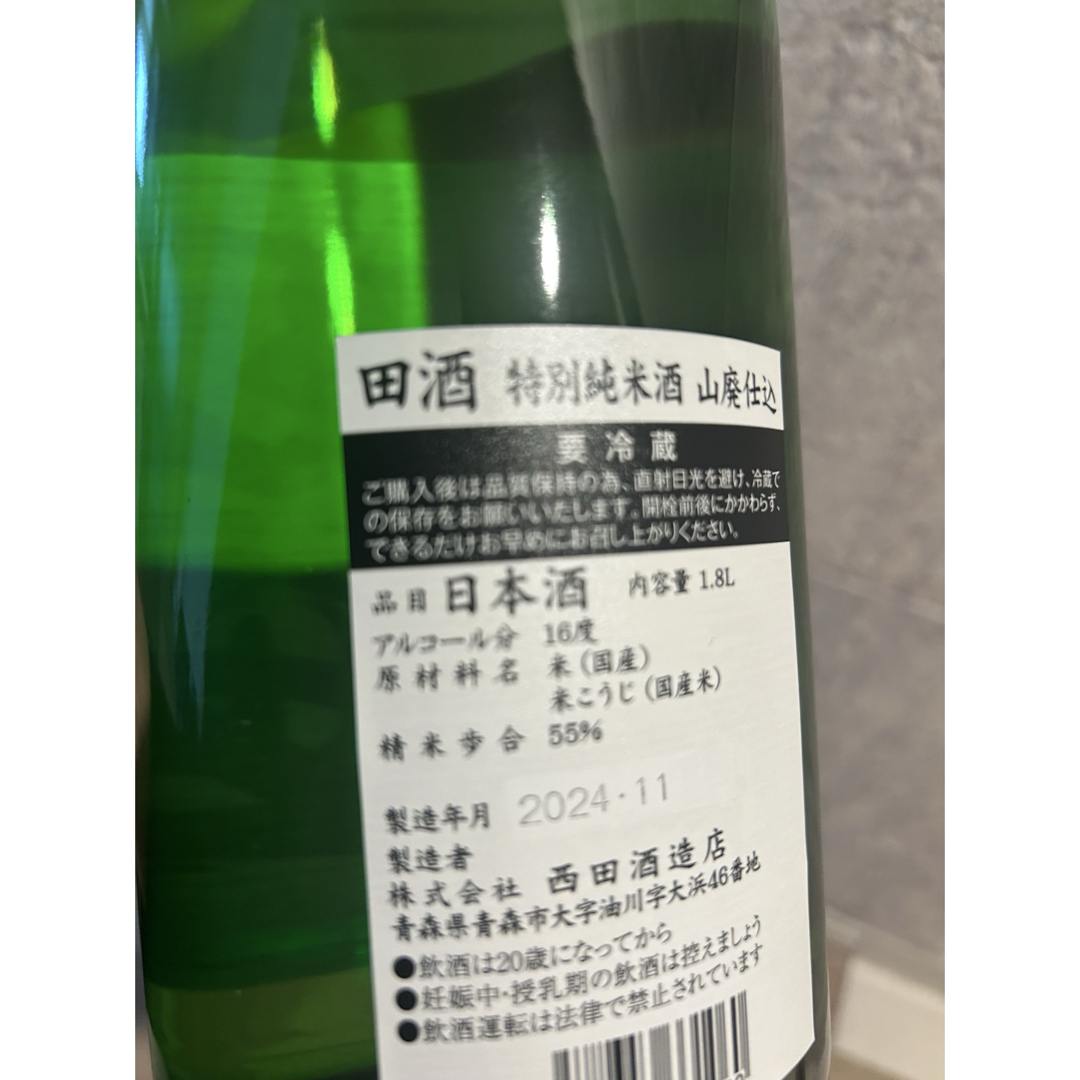 田酒 特別純米酒 山廃仕込
要冷蔵
ご購入後は品質保持の為、直射日光を避け、冷蔵で
の保存をお願いいたします。開栓前後にかかわらず、
できるだけお早めにお召し上がりください。
品目 日本酒 内容量 1.8L
アルコール分 16度
原材料名 米(国産)
米こうじ(国産米)
精米歩合 55%
製造年月 2024・11
製造者
株式会社 西田酒造店
青森県青森市大字油川字大浜46番地
●飲酒は20歳になってから
●妊娠中・授乳期の飲酒は控えましょう
●飲酒運転は法律で禁止されています